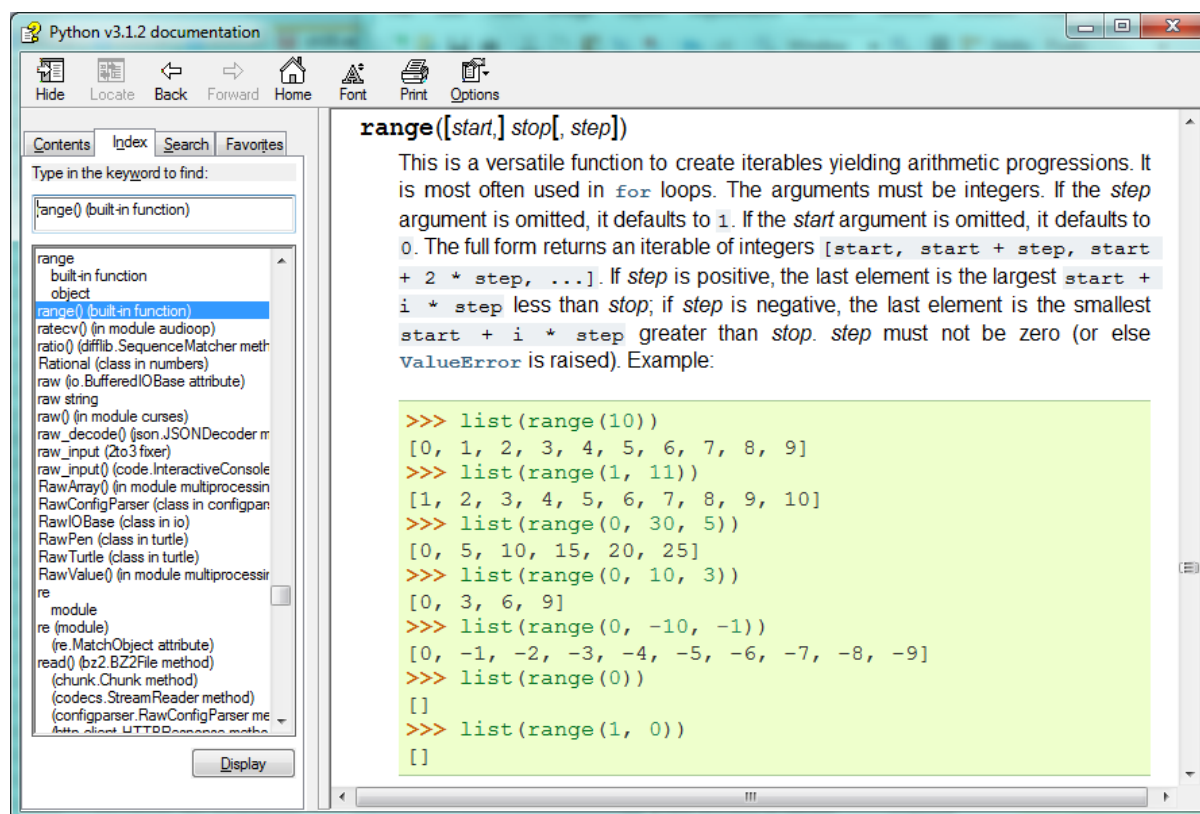 Python v3.1.2 documentation
Hide Locate Back Forward Home Font Print Options
Contents Index Search Favorites
Type in the keyword to find:
range() (built-in function)
range
built-in function
object
range() (built-in function)
ratecv() (in module audioop)
ratio() (difflib.SequenceMatcher meth
Rational (class in numbers)
raw (io.BufferedIOBase attribute)
raw string
raw() (in module curses)
raw_decode() (json.JSONDecoder m
raw_input (2to3 fixer)
raw_input() (code.InteractiveConsole
RawArray() (in module multiprocessin
RawConfigParser (class in configpars
RawIOBase (class in io)
RawPen (class in turtle)
RawTurtle (class in turtle)
RawValue() (in module multiprocessir
re
module
re (module)
(re.MatchObject attribute)
read() (bz2.BZ2File method)
(chunk.Chunk method)
(codecs.StreamReader method)
(configparser.RawConfigParser me
(http.client.HTTPResponse metho
Display
range([start,] stop[, step])
This is a versatile function to create iterables yielding arithmetic progressions. It
is most often used in for loops. The arguments must be integers. If the step
argument is omitted, it defaults to 1. If the start argument is omitted, it defaults to
0. The full form returns an iterable of integers [start, start + step, start
+ 2 * step, ...]. If step is positive, the last element is the largest start +
i * step less than stop; if step is negative, the last element is the smallest
start + i * step greater than stop. step must not be zero (or else
ValueError is raised). Example:
>>> list(range(10))
[0, 1, 2, 3, 4, 5, 6, 7, 8, 9]
>>> list(range(1, 11))
[1, 2, 3, 4, 5, 6, 7, 8, 9, 10]
>>> list(range(0, 30, 5))
[0, 5, 10, 15, 20, 25]
>>> list(range(0, 10, 3))
[0, 3, 6, 9]
>>> list(range(0, -10, -1))
[0, -1, -2, -3, -4, -5, -6, -7, -8, -9]
>>> list(range(0))
[]
>>> list(range(1, 0))
[]